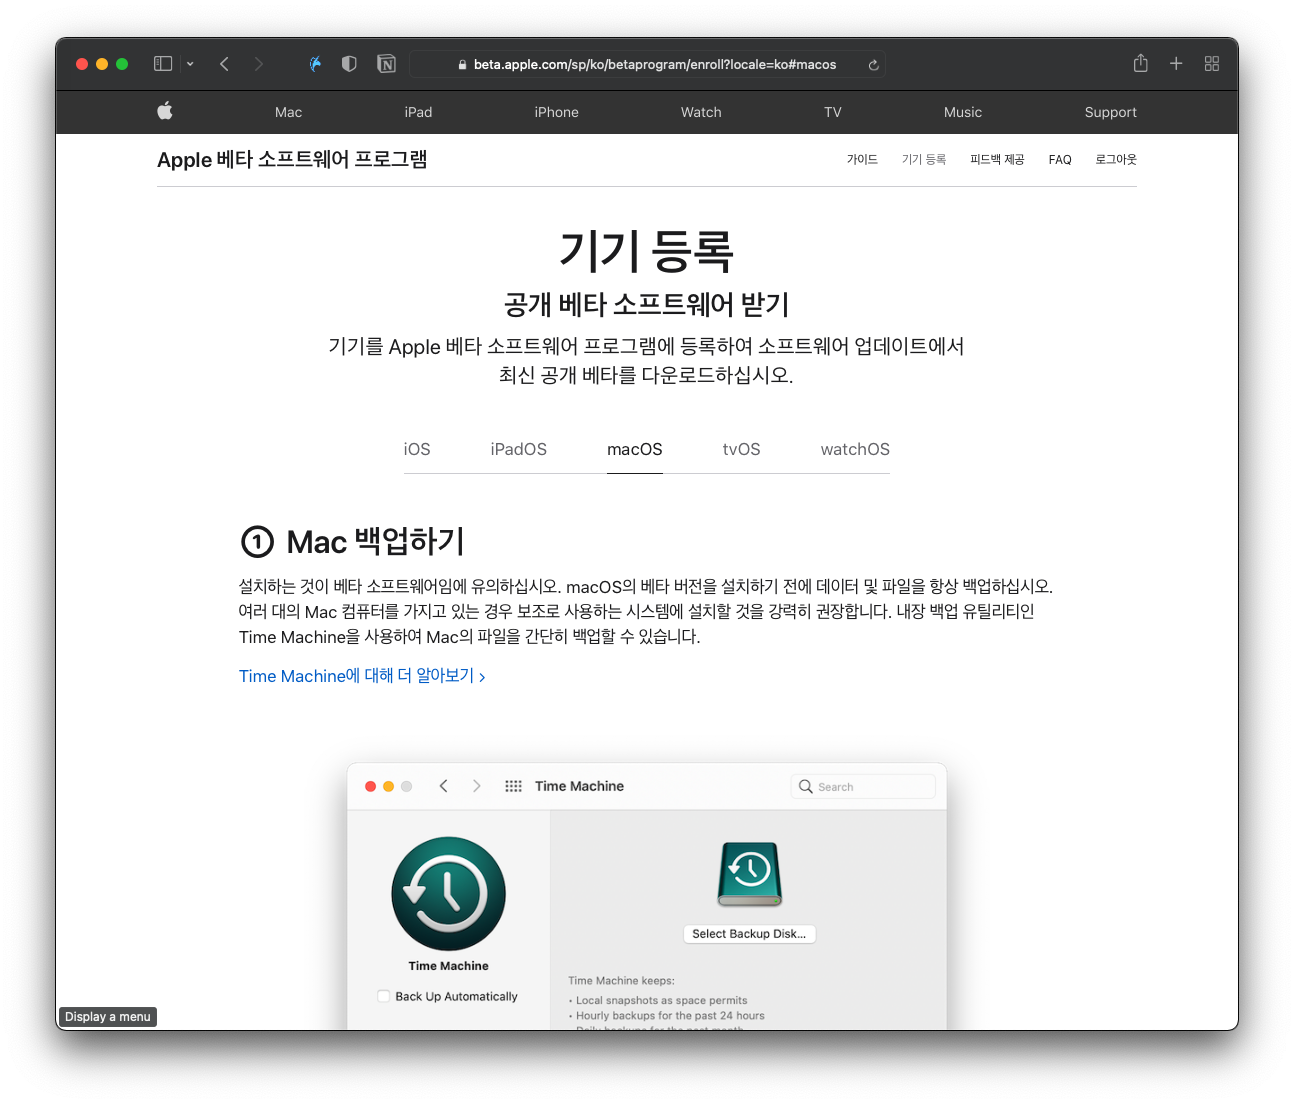 beta.apple.com/sp/ko/betaprogram/enroll?locale=ko#macos
Mac iPad iPhone Watch TV Music Support
Apple 베타 소프트웨어 프로그램
가이드 기기 등록 피드백 제공 FAQ 로그아웃
기기 등록
공개 베타 소프트웨어 받기
기기를 Apple 베타 소프트웨어 프로그램에 등록하여 소프트웨어 업데이트에서
최신 공개 베타를 다운로드하십시오.
iOS iPadOS macOS tvOS watchOS
① Mac 백업하기
설치하는 것이 베타 소프트웨어임에 유의하십시오. macOS의 베타 버전을 설치하기 전에 데이터 및 파일을 항상 백업하십시오.
여러 대의 Mac 컴퓨터를 가지고 있는 경우 보조로 사용하는 시스템에 설치할 것을 강력히 권장합니다. 내장 백업 유틸리티인
Time Machine을 사용하여 Mac의 파일을 간단히 백업할 수 있습니다.
Time Machine에 대해 더 알아보기 ›
Time Machine Search
Select Backup Disk...
Time Machine
Back Up Automatically
Time Machine keeps:
• Local snapshots as space permits
• Hourly backups for the past 24 hours
• Daily backups for the past month
Display a menu